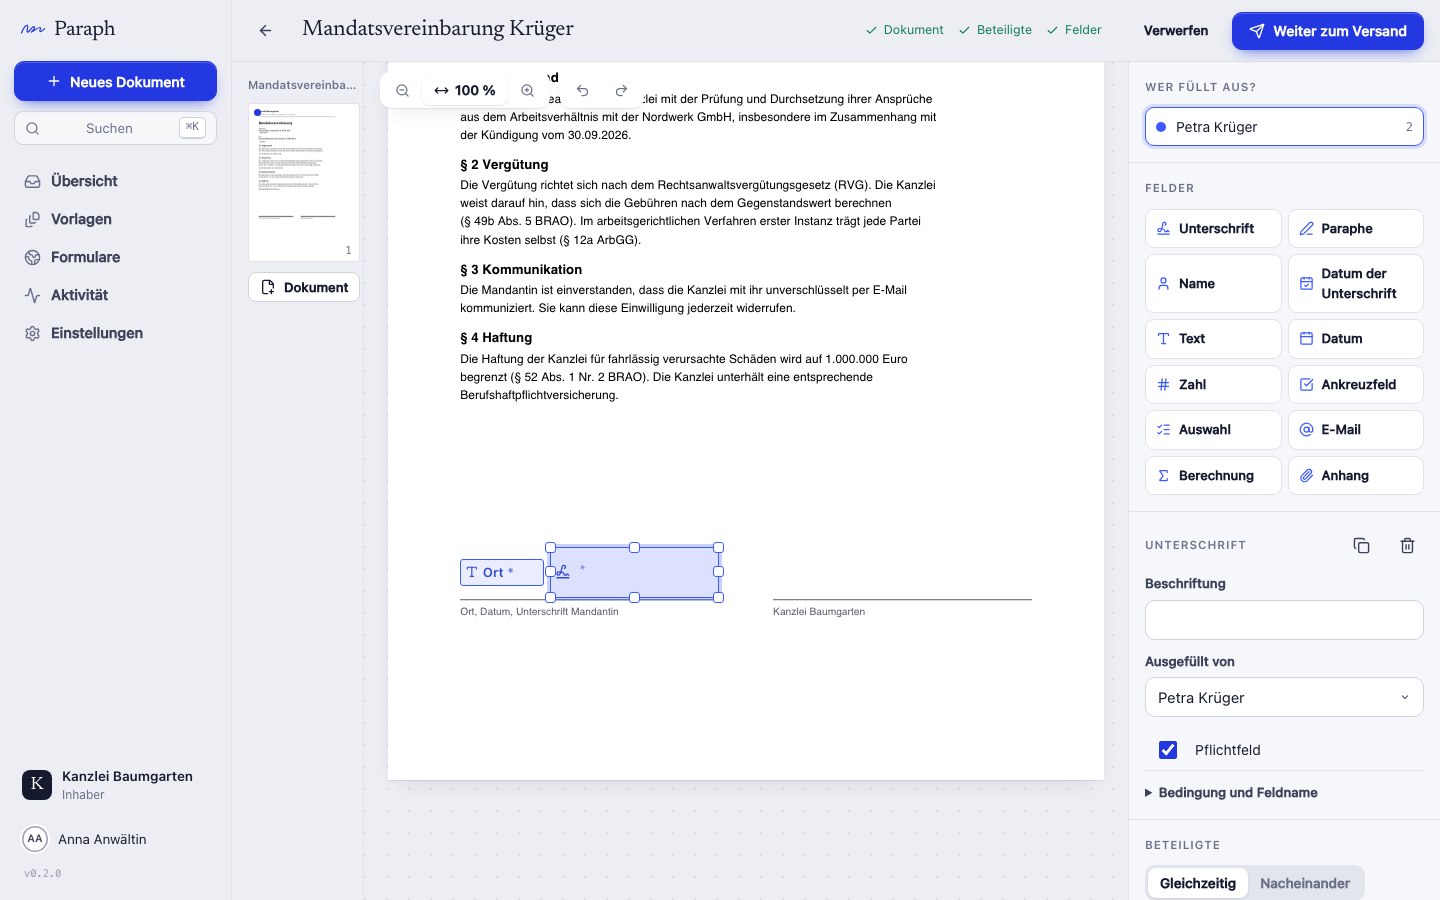 Paraph
Neues Dokument
Suchen
⌘K
Übersicht
Vorlagen
Formulare
Aktivität
Einstellungen
Kanzlei Baumgarten
K
Inhaber
AA
Anna Anwältin
v0.2.0
Mandatsvereinbarung Krüger
Dokument
Beteiligte
Felder
Verwerfen
Weiter zum Versand
Mandatsvereinba...
1
Dokument
100 %
nd
zlei mit der Prüfung und Durchsetzung ihrer Ansprüche
aus dem Arbeitsverhältnis mit der Nordwerk GmbH, insbesondere im Zusammenhang mit
der Kündigung vom 30.09.2026.
§ 2 Vergütung
Die Vergütung richtet sich nach dem Rechtsanwaltsvergütungsgesetz (RVG). Die Kanzlei
weist darauf hin, dass sich die Gebühren nach dem Gegenstandswert berechnen
(§ 49b Abs. 5 BRAO). Im arbeitsgerichtlichen Verfahren erster Instanz trägt jede Partei
ihre Kosten selbst (§ 12a ArbGG).
§ 3 Kommunikation
Die Mandantin ist einverstanden, dass die Kanzlei mit ihr unverschlüsselt per E-Mail
kommuniziert. Sie kann diese Einwilligung jederzeit widerrufen.
§ 4 Haftung
Die Haftung der Kanzlei für fahrlässig verursachte Schäden wird auf 1.000.000 Euro
begrenzt (§ 52 Abs. 1 Nr. 2 BRAO). Die Kanzlei unterhält eine entsprechende
Berufshaftpflichtversicherung.
Ort *
*
Ort, Datum, Unterschrift Mandantin
Kanzlei Baumgarten
WER FÜLLT AUS?
Petra Krüger 2
FELDER
Unterschrift
Paraphe
Name
Datum der
Unterschrift
Text
Datum
Zahl
Ankreuzfeld
Auswahl
E-Mail
Berechnung
Anhang
UNTERSCHRIFT
Beschriftung
Ausgefüllt von
Petra Krüger
Pflichtfeld
Bedingung und Feldname
BETEILIGTE
Gleichzeitig
Nacheinander